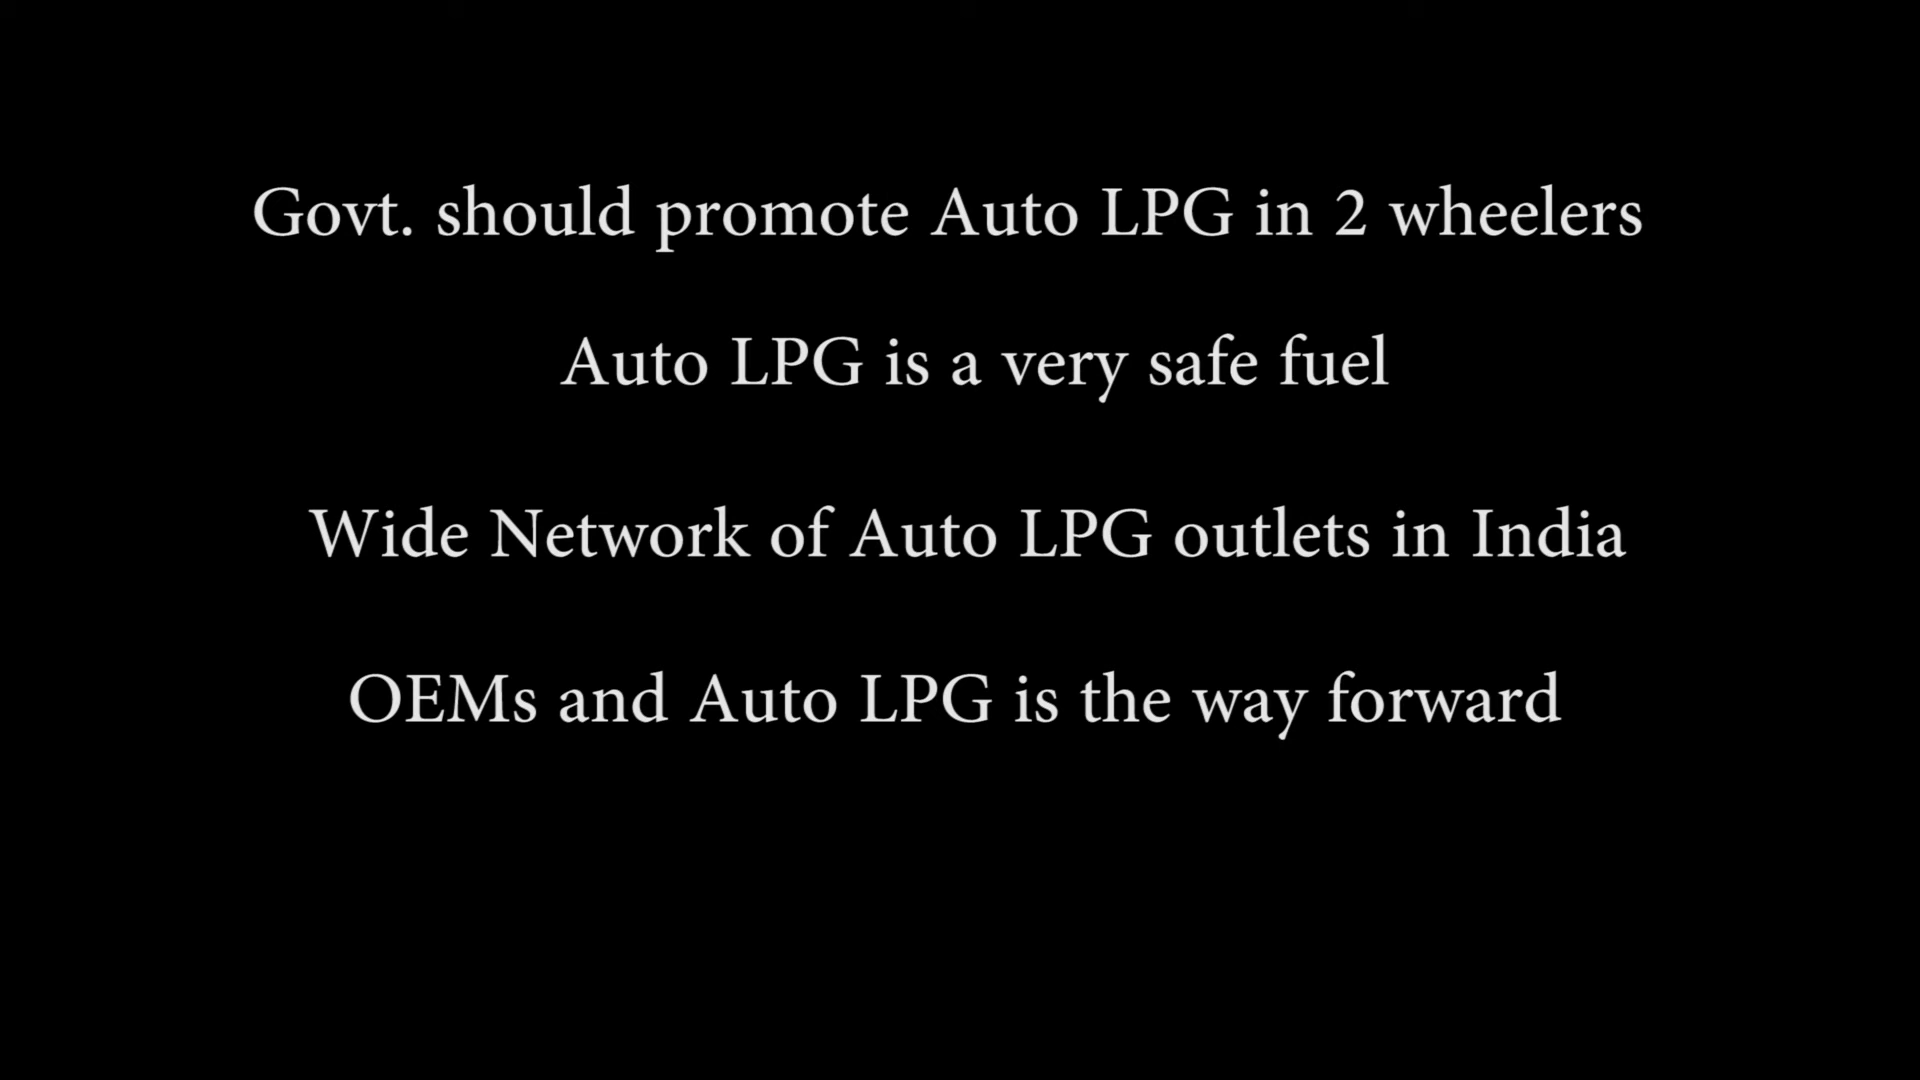 Govt. should promote Auto LPG in 2 wheelers
Auto LPG is a very safe fuel
Wide Network of Auto LPG outlets in India
OEMs and Auto LPG is the way forward